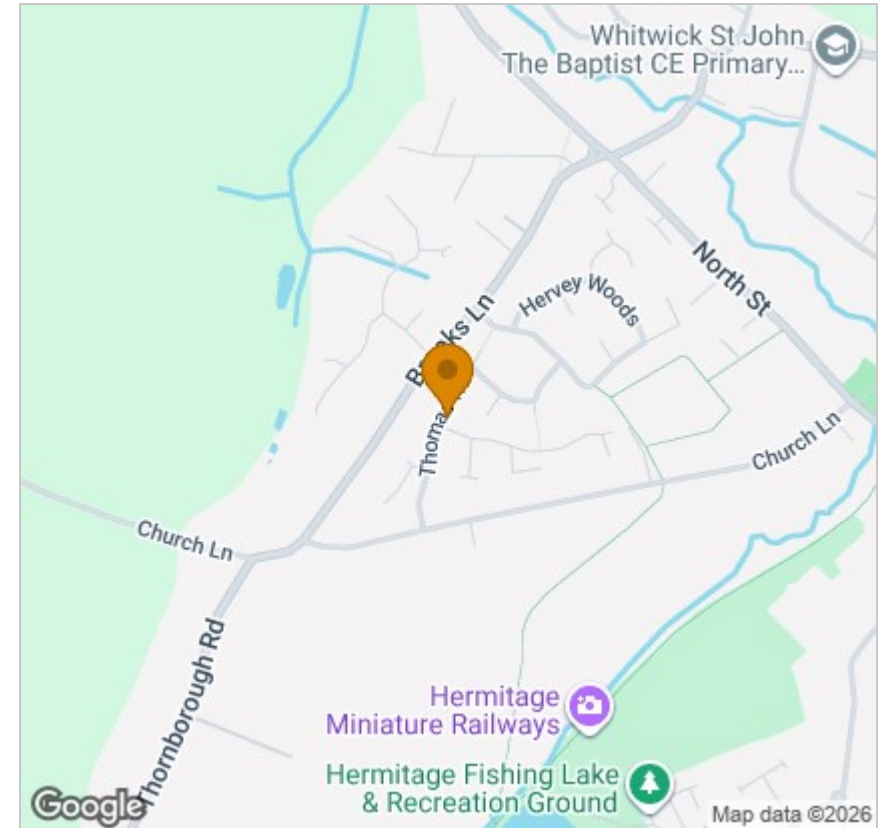 Whitwick St John
The Baptist CE Primary...
North St
Hervey Woods
Church Ln
Church Ln
Thornborough Rd
Hermitage
Miniature Railways
Hermitage Fishing Lake
& Recreation Ground
Google
Map data ©2026